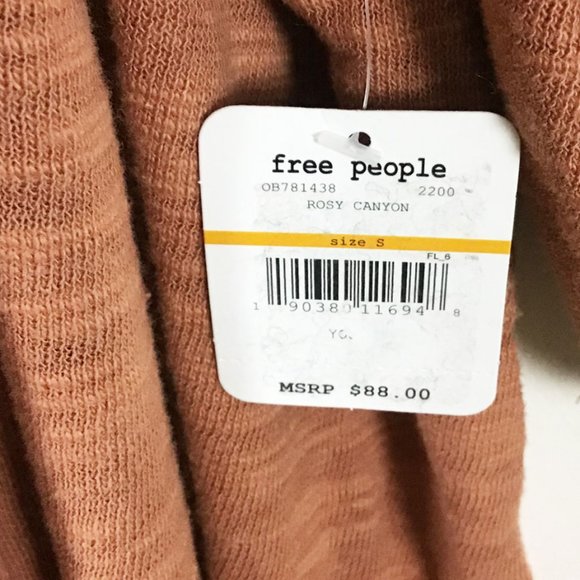 free people
OB781438 2200
ROSY CANYON
size S
FL_6
1 90380 11694 8
MSRP $88.00